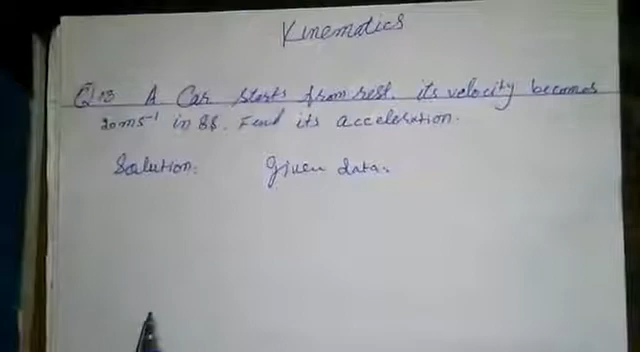 Kinematics
Q13 A Car starts from rest. its velocity becomes
20ms⁻¹ in 8s. Find its acceleration.
Solution: Given data: